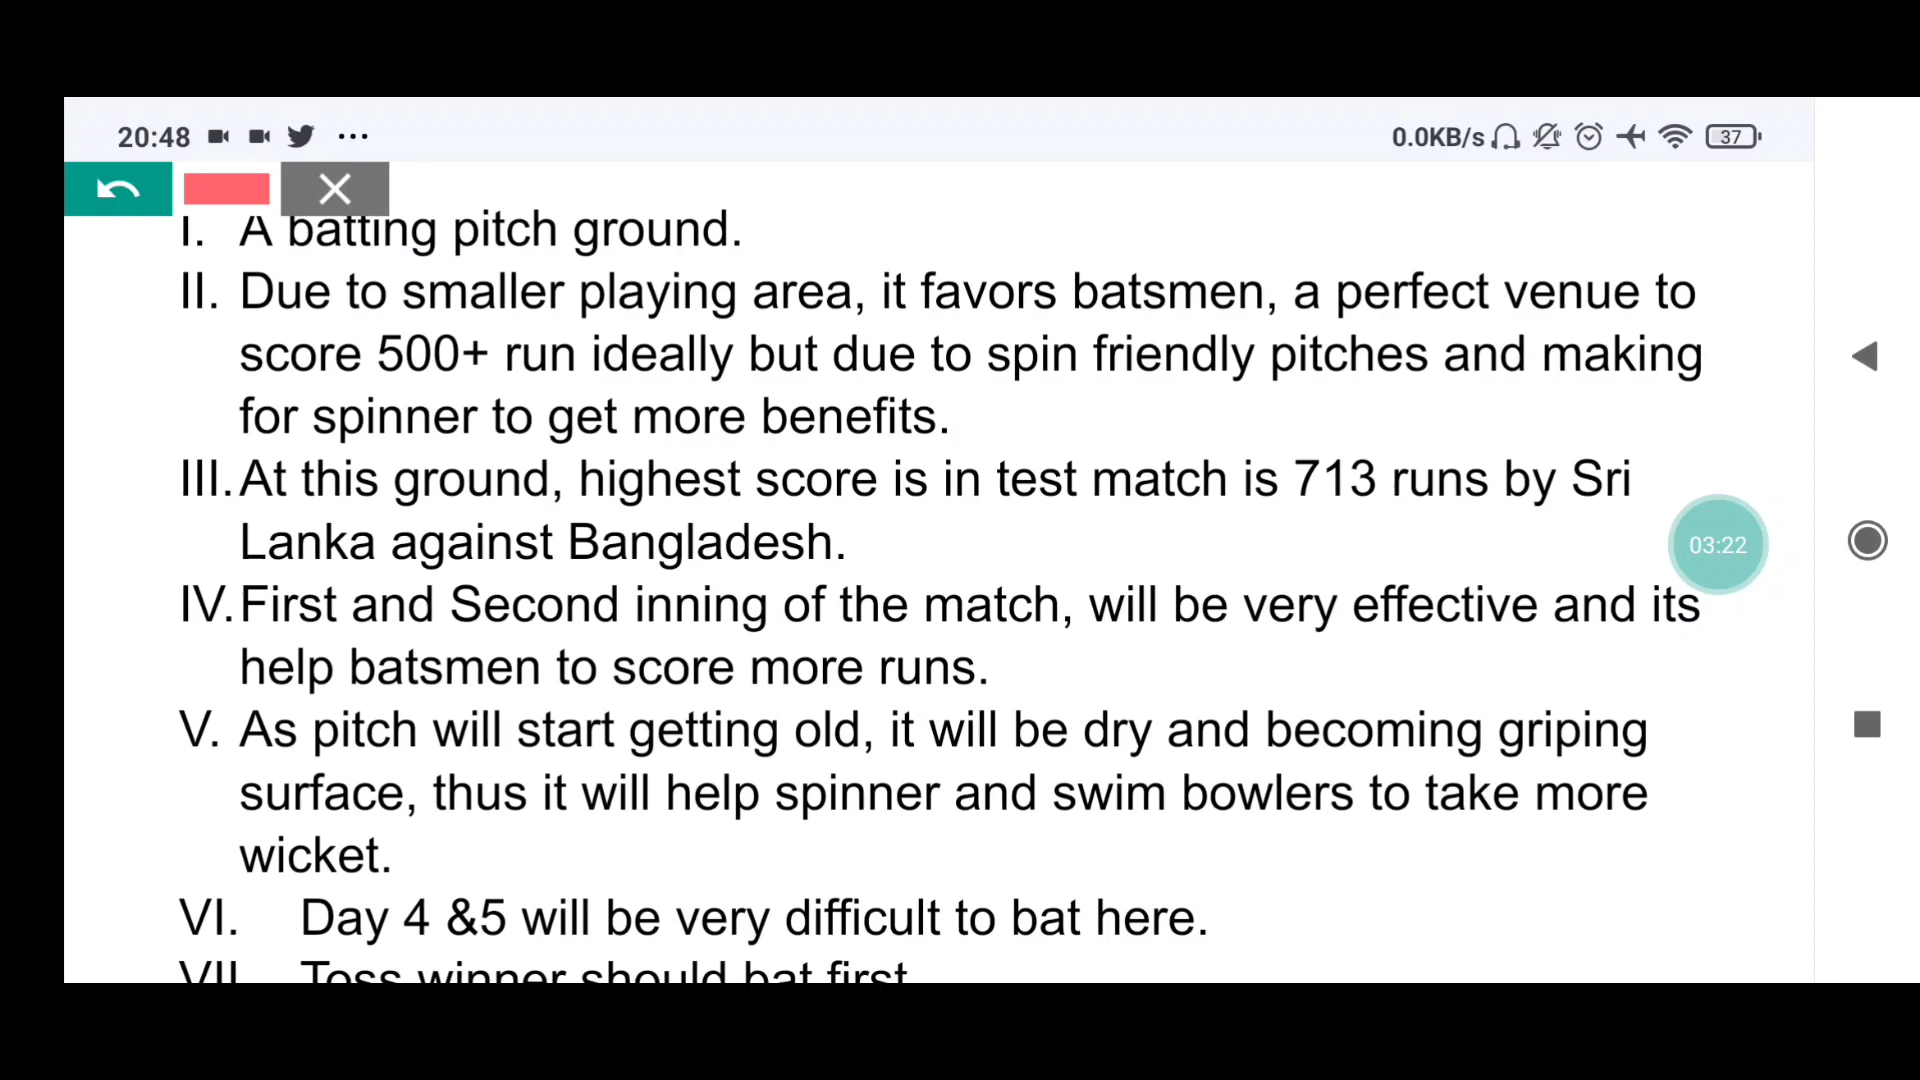 20:48 ... 0.0KB/s 37
I. A batting pitch ground.
II. Due to smaller playing area, it favors batsmen, a perfect venue to
score 500+ run ideally but due to spin friendly pitches and making
for spinner to get more benefits.
III. At this ground, highest score is in test match is 713 runs by Sri
Lanka against Bangladesh.
03:22
IV. First and Second inning of the match, will be very effective and its
help batsmen to score more runs.
V. As pitch will start getting old, it will be dry and becoming griping
surface, thus it will help spinner and swim bowlers to take more
wicket.
VI. Day 4 &5 will be very difficult to bat here.
VII. Toss winner should bat first